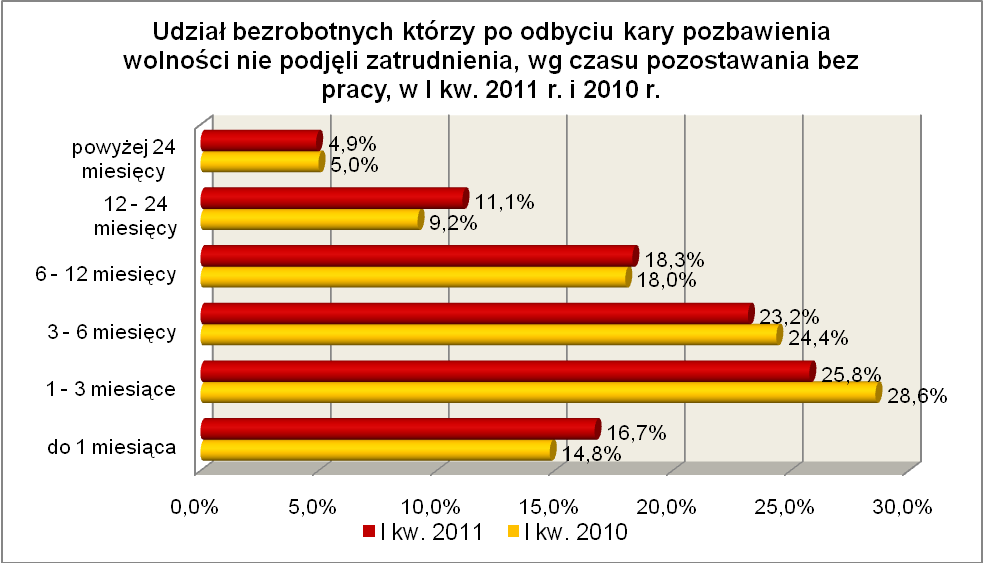 Udział bezrobotnych którzy po odbyciu kary pozbawienia
wolności nie podjęli zatrudnienia, wg czasu pozostawania bez
pracy, w I kw. 2011 r. i 2010 r.
powyżej 24
miesięcy
4,9%
5,0%
12 - 24
miesięcy
11,1%
9,2%
6 - 12 miesięcy
18,3%
18,0%
3 - 6 miesięcy
23,2%
24,4%
1 - 3 miesiące
25,8%
28,6%
do 1 miesiąca
16,7%
14,8%
0,0% 5,0% 10,0% 15,0% 20,0% 25,0% 30,0%
I kw. 2011 I kw. 2010